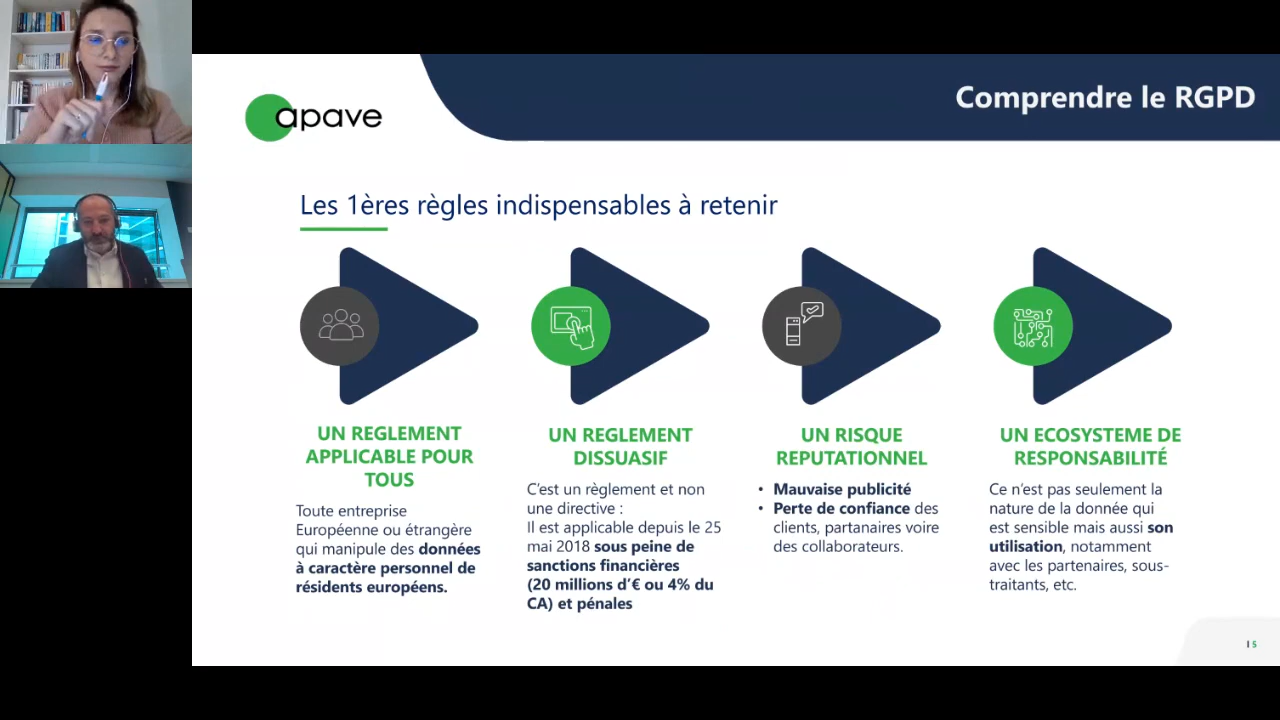 apave
Comprendre le RGPD
Les 1ères règles indispensables à retenir
UN REGLEMENT
APPLICABLE POUR
TOUS
Toute entreprise
Européenne ou étrangère
qui manipule des données
à caractère personnel de
résidents européens.
UN REGLEMENT
DISSUASIF
C'est un règlement et non
une directive :
Il est applicable depuis le 25
mai 2018 sous peine de
sanctions financières
(20 millions d'€ ou 4% du
CA) et pénales
UN RISQUE
REPUTATIONNEL
• Mauvaise publicité
• Perte de confiance des
clients, partanaires voire
des collaborateurs.
UN ECOSYSTEME DE
RESPONSABILITÉ
Ce n'est pas seulement la
nature de la donnée qui
est sensible mais aussi son
utilisation, notamment
avec les partenaires, sous-
traitants, etc.
I 5